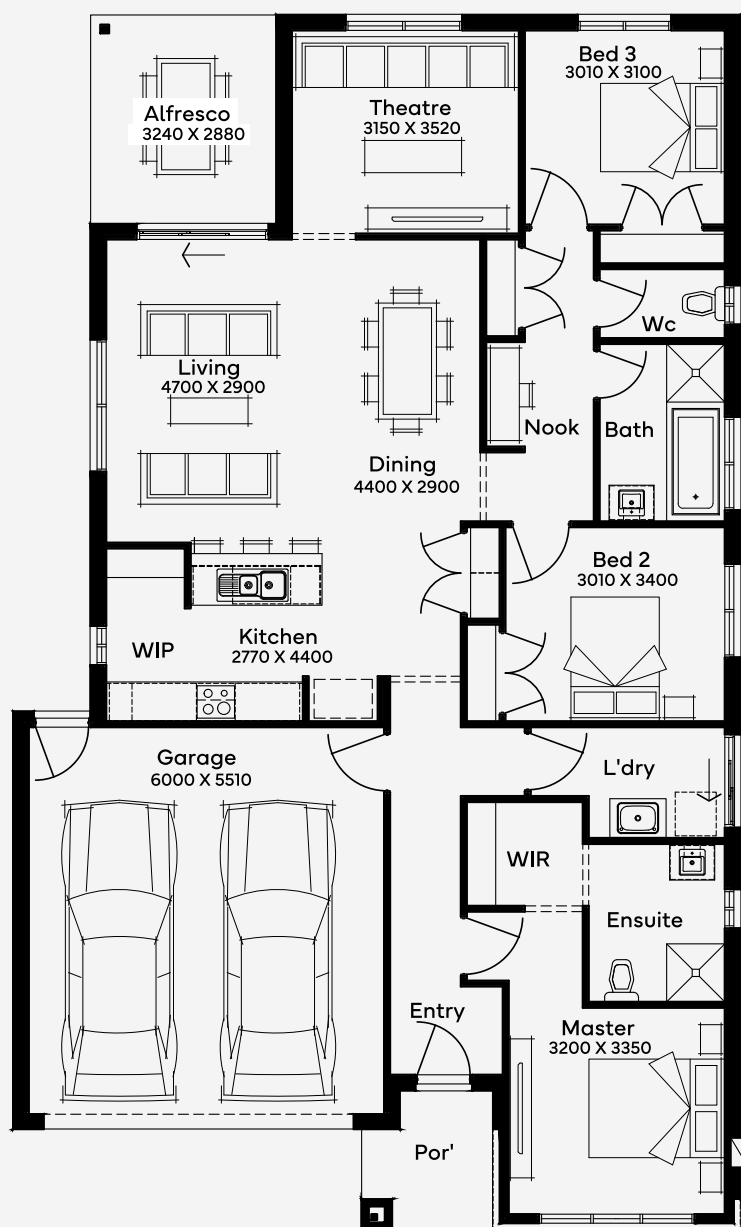 Bed 3
3010 X 3100
Alfresco
3240 X 2880
Theatre
3150 X 3520
Wc
Living
4700 X 2900
Nook
Bath
Dining
4400 X 2900
Bed 2
3010 X 3400
Kitchen
2770 X 4400
WIP
Garage
6000 X 5510
L'dry
WIR
Ensuite
Entry
Master
3200 X 3350
Por'